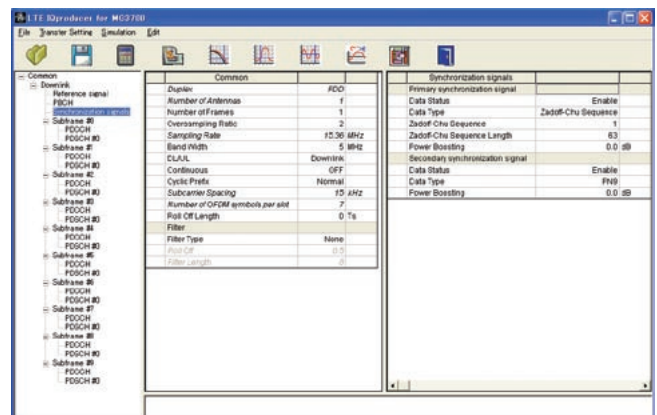 LTE IQproducer for MG3700
File Transfer Setting Simulation Edit
Common
Downlink
Reference signal
PBCH
Synchronization signals
Subframe #0
PDCCH
PDSCH #0
Subframe #1
PDCCH
PDSCH #0
Subframe #2
PDCCH
PDSCH #0
Subframe #3
PDCCH
PDSCH #0
Subframe #4
PDCCH
PDSCH #0
Subframe #5
PDCCH
PDSCH #0
Subframe #6
PDCCH
PDSCH #0
Subframe #7
PDCCH
PDSCH #0
Subframe #8
PDCCH
PDSCH #0
Subframe #9
PDCCH
PDSCH #0
Common
Duplex FDD
Number of Antennas 1
Number of Frames 1
Oversampling Ratio 2
Sampling Rate 15.36 MHz
Band Width 5 MHz
DL/UL Downlink
Continuous OFF
Cyclic Prefix Normal
Subcarrier Spacing 15 kHz
Number of OFDM symbols per slot 7
Roll Off Length 0 Ts
Filter
Filter Type None
Roll Off 0.5
Filter Length 8
Synchronization signals
Primary synchronization signal
Data Status Enable
Data Type Zadoff-Chu Sequence
Zadoff-Chu Sequence 1
Zadoff-Chu Sequence Length 63
Power Boosting 0.0 dB
Secondary synchronization signal
Data Status Enable
Data Type PN9
Power Boosting 0.0 dB